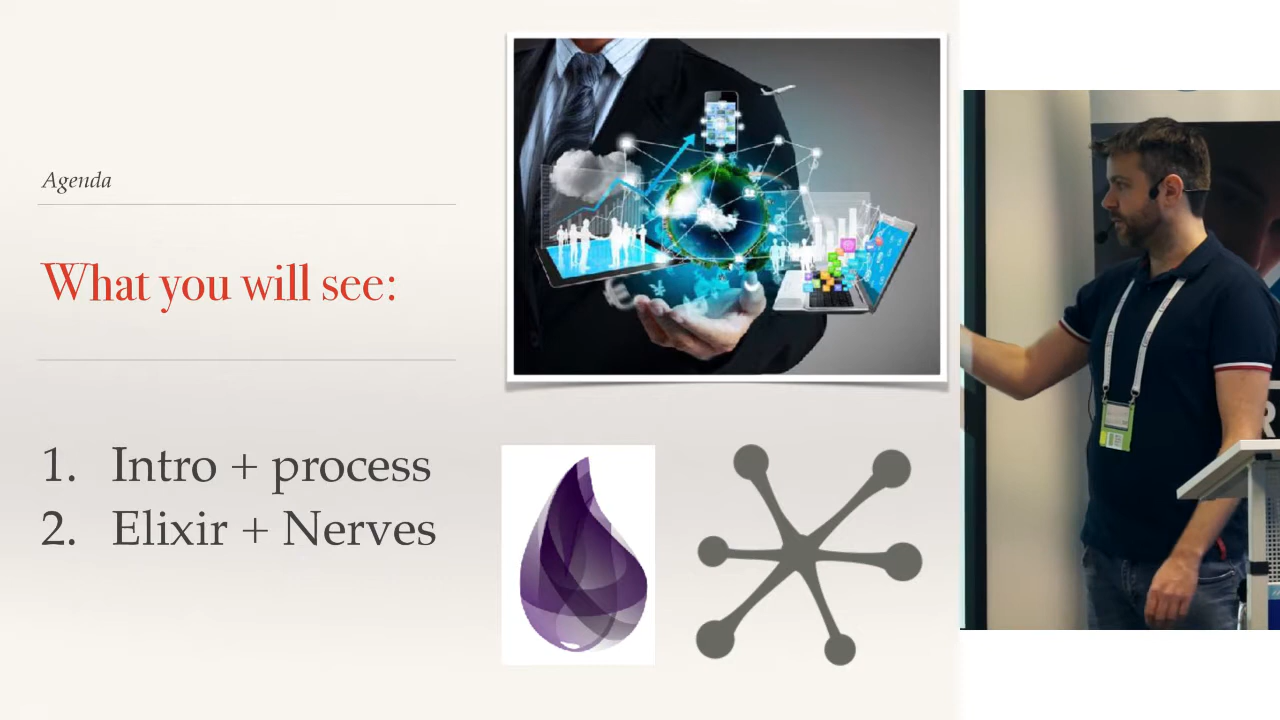 Agenda
What you will see:
1. Intro + process
2. Elixir + Nerves
R